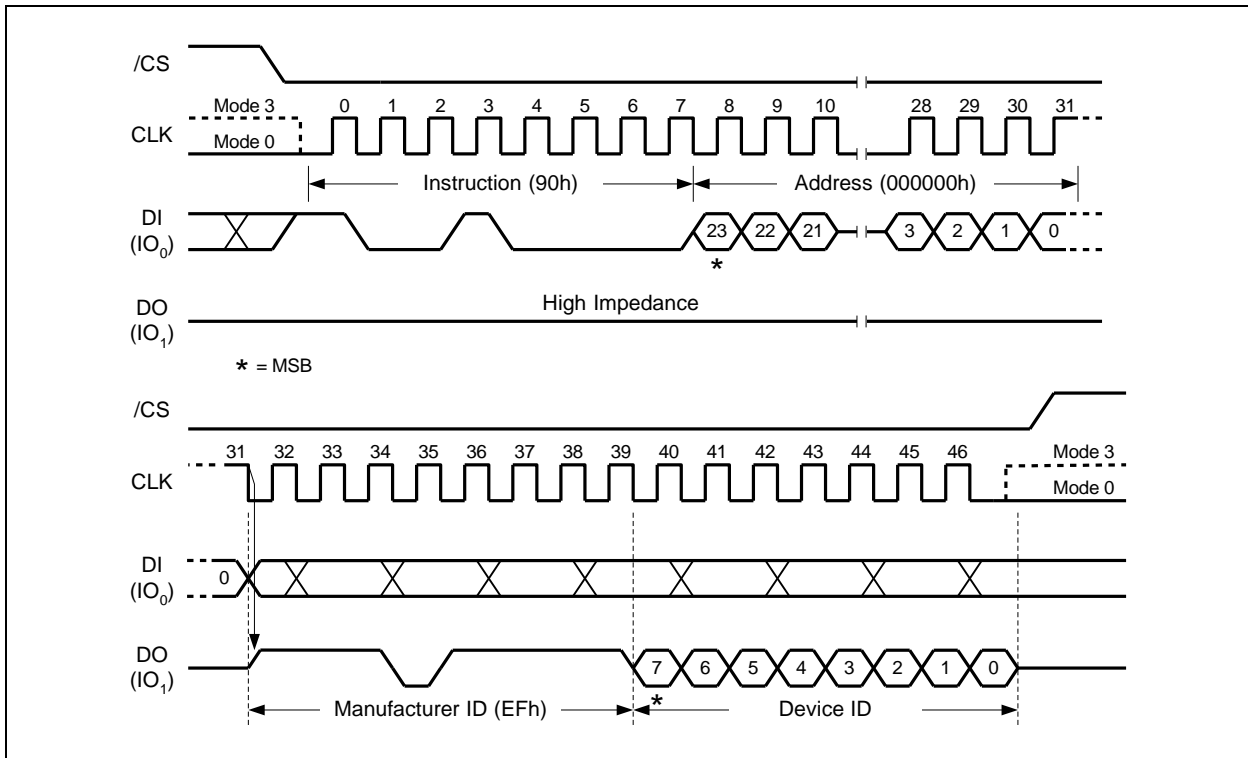 /CS
Mode 3 0 1 2 3 4 5 6 7 8 9 10 28 29 30 31
CLK
Mode 0
Instruction (90h) Address (000000h)
DI
(IO0) 23 22 21 3 2 1 0
*
DO High Impedance
(IO1)
* = MSB
/CS
31 32 33 34 35 36 37 38 39 40 41 42 43 44 45 46 Mode 3
CLK
Mode 0
DI
(IO0) 0
DO
(IO1) 7 6 5 4 3 2 1 0
*
Manufacturer ID (EFh) Device ID